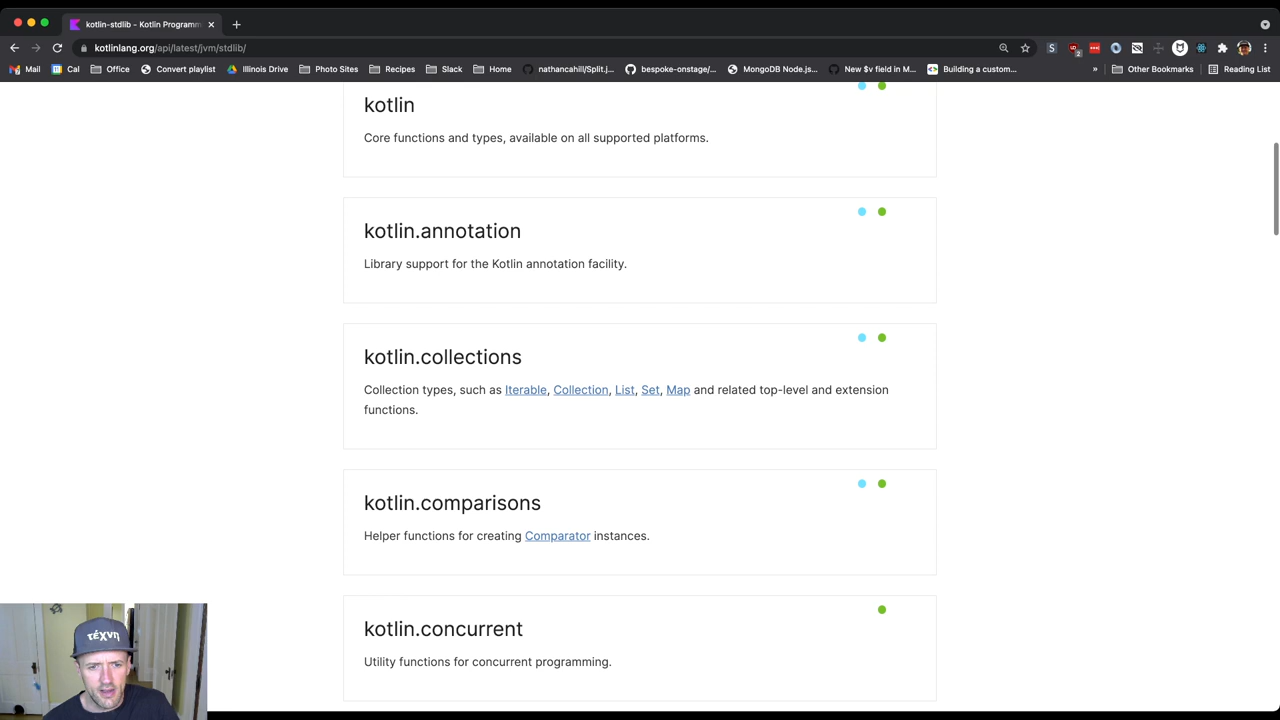 kotlin-stdlib – Kotlin Programm
kotlinlang.org/api/latest/jvm/stdlib/
S 2
Mail Cal Office Convert playlist Illinois Drive Photo Sites Recipes Slack Home nathancahill/Split.j... bespoke-onstage/... MongoDB Node.js... New $v field in M... Building a custom... » Other Bookmarks Reading List
kotlin
Core functions and types, available on all supported platforms.
kotlin.annotation
Library support for the Kotlin annotation facility.
kotlin.collections
Collection types, such as Iterable, Collection, List, Set, Map and related top-level and extension
functions.
kotlin.comparisons
Helper functions for creating Comparator instances.
kotlin.concurrent
Utility functions for concurrent programming.
τέχνη